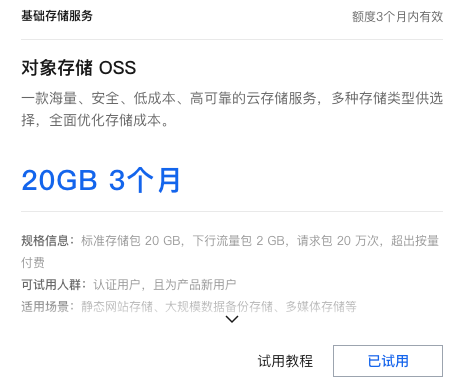 基础存储服务 额度3个月内有效
对象存储 OSS
一款海量、安全、低成本、高可靠的云存储服务，多种存储类型供选
择，全面优化存储成本。
20GB 3个月
规格信息：标准存储包 20 GB，下行流量包 2 GB，请求包 20 万次，超出按量
付费
可试用人群：认证用户，且为产品新用户
适用场景：静态网站存储、大规模数据备份存储、多媒体存储等
试用教程 已试用